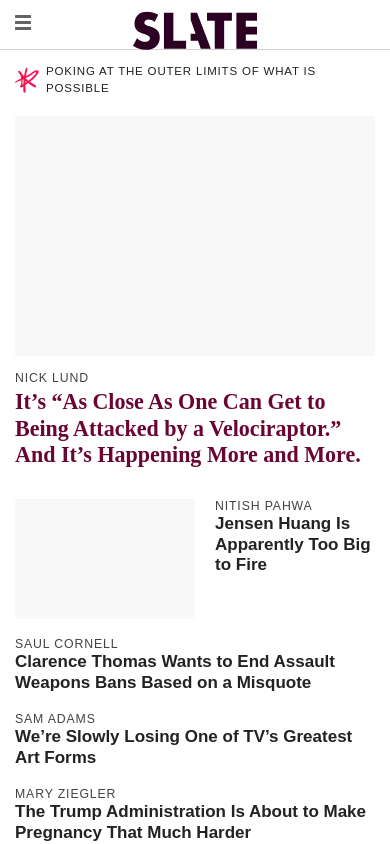 SLATE
POKING AT THE OUTER LIMITS OF WHAT IS
POSSIBLE
NICK LUND
It’s “As Close As One Can Get to
Being Attacked by a Velociraptor.”
And It’s Happening More and More.
NITISH PAHWA
Jensen Huang Is
Apparently Too Big
to Fire
SAUL CORNELL
Clarence Thomas Wants to End Assault
Weapons Bans Based on a Misquote
SAM ADAMS
We’re Slowly Losing One of TV’s Greatest
Art Forms
MARY ZIEGLER
The Trump Administration Is About to Make
Pregnancy That Much Harder